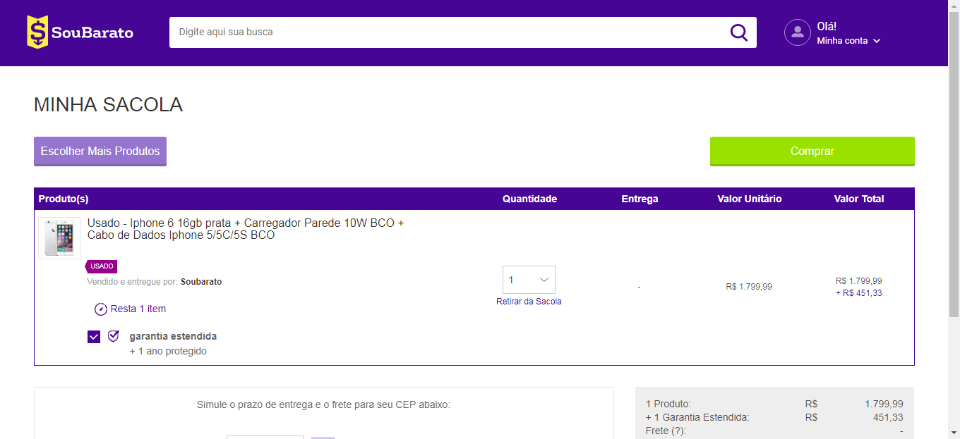 SouBarato
Digite aqui sua busca
Olá!
Minha conta
MINHA SACOLA
Escolher Mais Produtos
Comprar
Produto(s) Quantidade Entrega Valor Unitário Valor Total
Usado - Iphone 6 16gb prata + Carregador Parede 10W BCO +
Cabo de Dados Iphone 5/5C/5S BCO
USADO
Vendido e entregue por: Soubarato
1
Retirar da Sacola
-
R$ 1.799,99
R$ 1.799,99
+ R$ 451,33
Resta 1 item
garantia estendida
+ 1 ano protegido
Simule o prazo de entrega e o frete para seu CEP abaixo:
1 Produto: R$ 1.799,99
+ 1 Garantia Estendida: R$ 451,33
Frete (?): -